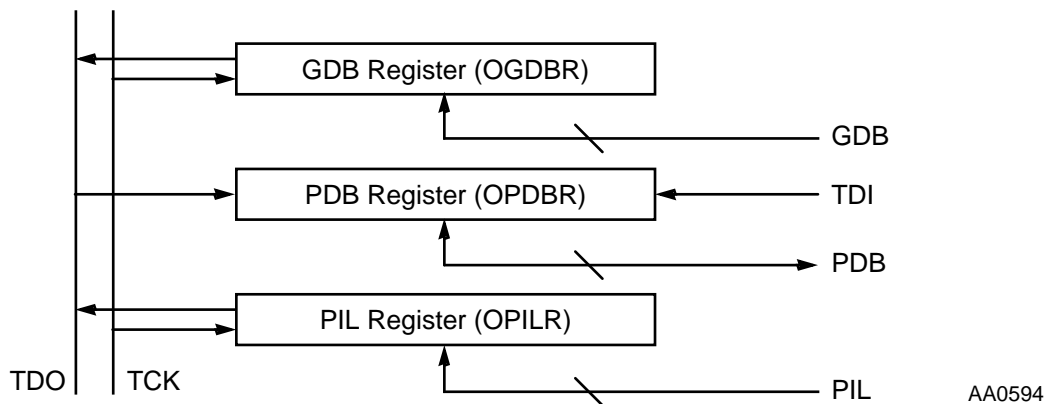 GDB Register (OGDBR)
GDB
PDB Register (OPDBR)
TDI
PDB
PIL Register (OPILR)
TDO
TCK
PIL
AA0594